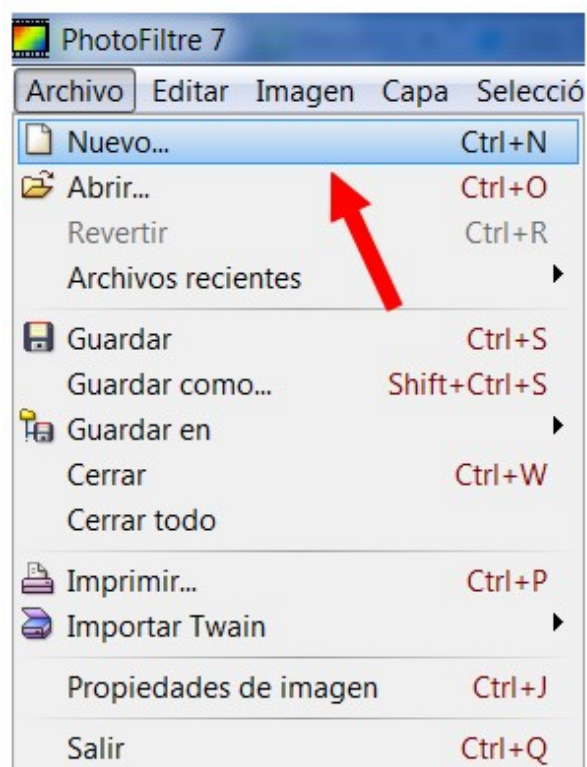 PhotoFiltre 7
Archivo Editar Imagen Capa Selecció
Nuevo... Ctrl+N
Abrir... Ctrl+O
Revertir Ctrl+R
Archivos recientes
Guardar Ctrl+S
Guardar como... Shift+Ctrl+S
Guardar en
Cerrar Ctrl+W
Cerrar todo
Imprimir... Ctrl+P
Importar Twain
Propiedades de imagen Ctrl+J
Salir Ctrl+Q